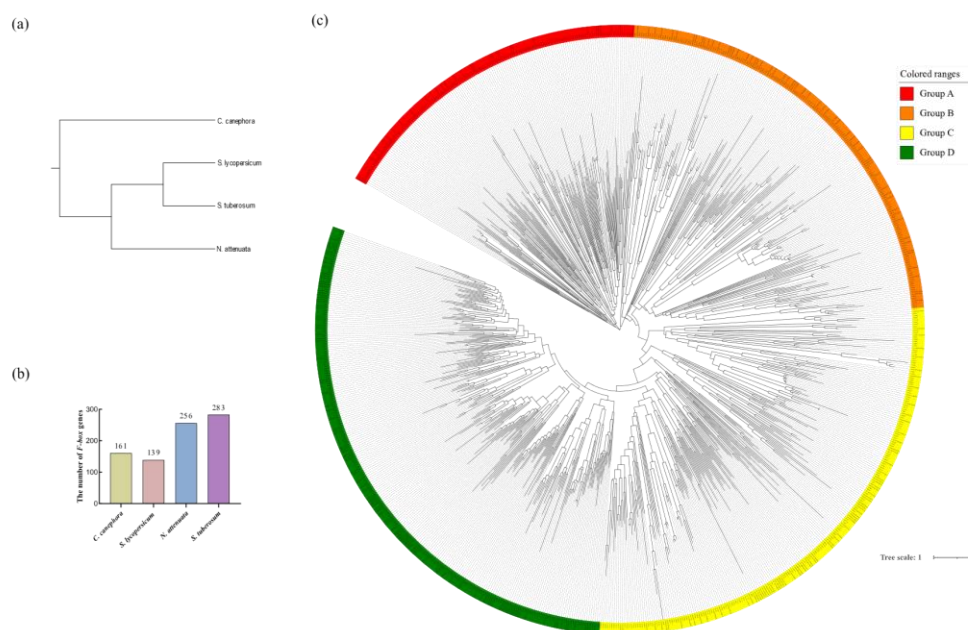 (a)
C. canephora
S. lycopersicum
S. tuberosum
N. attenuata
(b)
The number of F-box genes
300
200
100
0
161
139
256
283
C. canephora
S. lycopersicum
N. attenuata
S. tuberosum
(c)
Colored ranges
Group A
Group B
Group C
Group D
Tree scale: 1